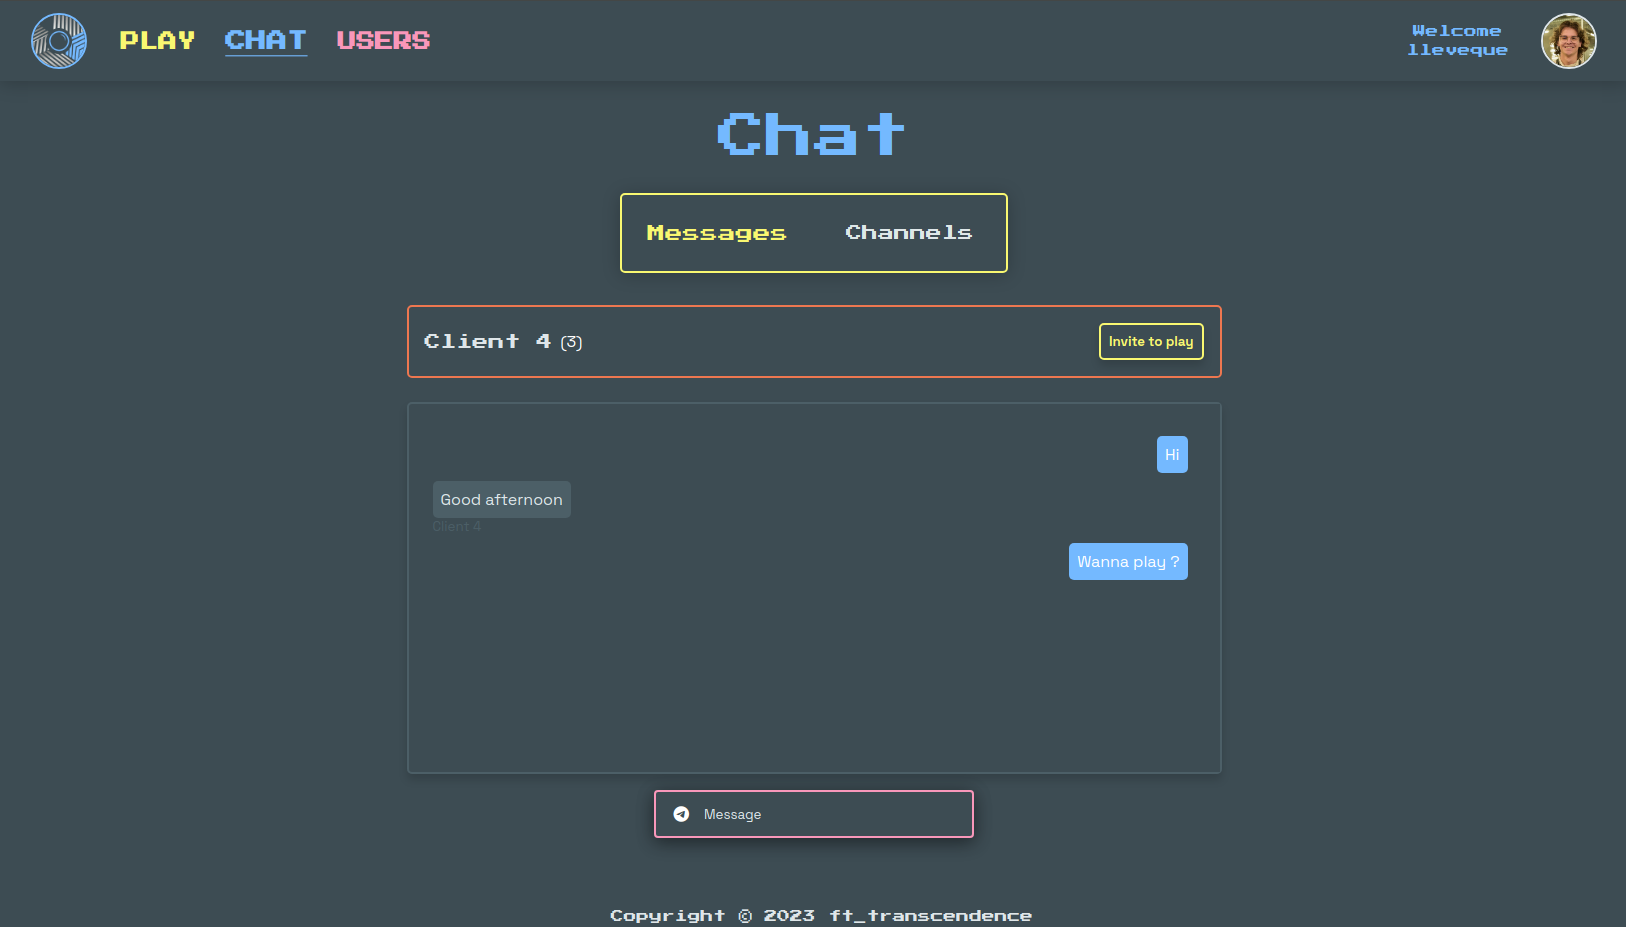 PLAY CHAT USERS
Welcome
lleveque
Chat
Messages Channels
Client 4 (3)
Invite to play
Hi
Good afternoon
Client 4
Wanna play ?
Message
Copyright © 2023 ft_transcendence